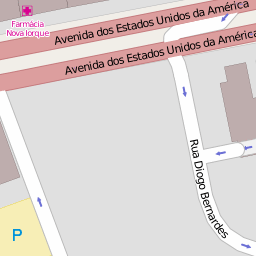 Farmácia
Nova Iorque
Avenida dos Estados Unidos da América
Avenida dos Estados Unidos da América
Rua Diogo Bernardes
P